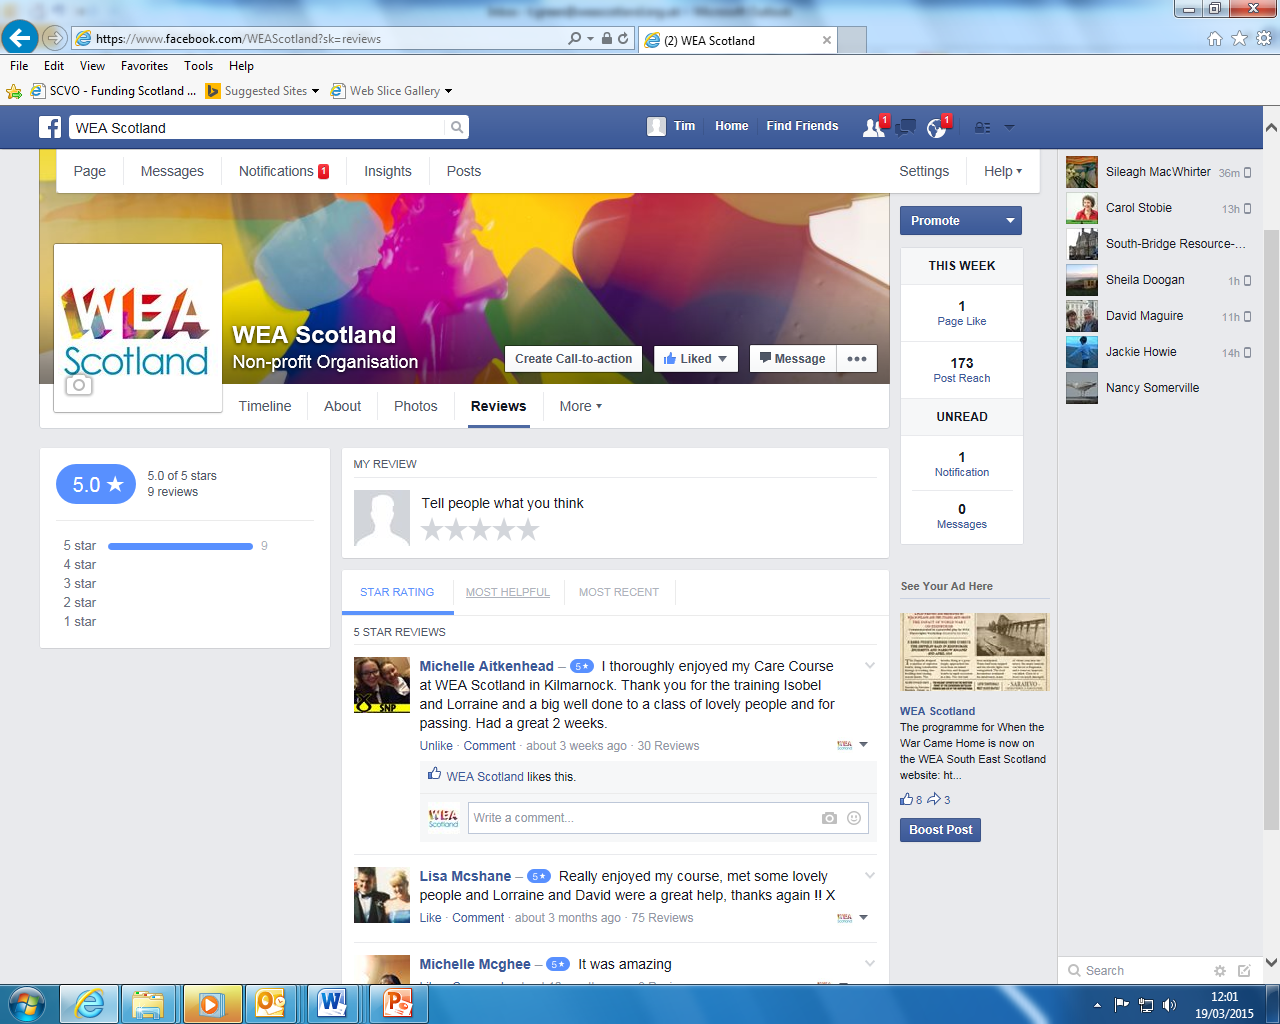 https://www.facebook.com/WEAScotland?sk=reviews
(2) WEA Scotland
File Edit View Favorites Tools Help
SCVO - Funding Scotland ... Suggested Sites Web Slice Gallery
WEA Scotland
Tim Home Find Friends 1 1
Page Messages Notifications 1 Insights Posts Settings Help
WEA Scotland
WEA Scotland
Non-profit Organisation
Create Call-to-action Liked Message •••
Timeline About Photos Reviews More
Promote
THIS WEEK
1
Page Like
173
Post Reach
UNREAD
1
Notification
0
Messages
Sileagh MacWhirter 36m
Carol Stobie 13h
South-Bridge Resource-...
Sheila Doogan 1h
David Maguire 11h
Jackie Howie 14h
Nancy Somerville
5.0 ★
5.0 of 5 stars
9 reviews
5 star 9
4 star
3 star
2 star
1 star
MY REVIEW
Tell people what you think
STAR RATING MOST HELPFUL MOST RECENT
5 STAR REVIEWS
SNP
Michelle Aitkenhead – 5★ I thoroughly enjoyed my Care Course
at WEA Scotland in Kilmarnock. Thank you for the training Isobel
and Lorraine and a big well done to a class of lovely people and for
passing. Had a great 2 weeks.
Unlike · Comment · about 3 weeks ago · 30 Reviews
WEA Scotland likes this.
WEA Scotland
Write a comment...
Lisa Mcshane – 5★ Really enjoyed my course, met some lovely
people and Lorraine and David were a great help, thanks again !! X
Like · Comment · about 3 months ago · 75 Reviews
Michelle Mcghee – 5★ It was amazing
See Your Ad Here
SARAJEVO
WEA Scotland
The programme for When the
War Came Home is now on
the WEA South East Scotland
website: ht...
8 3
Boost Post
Search
12:01
19/03/2015